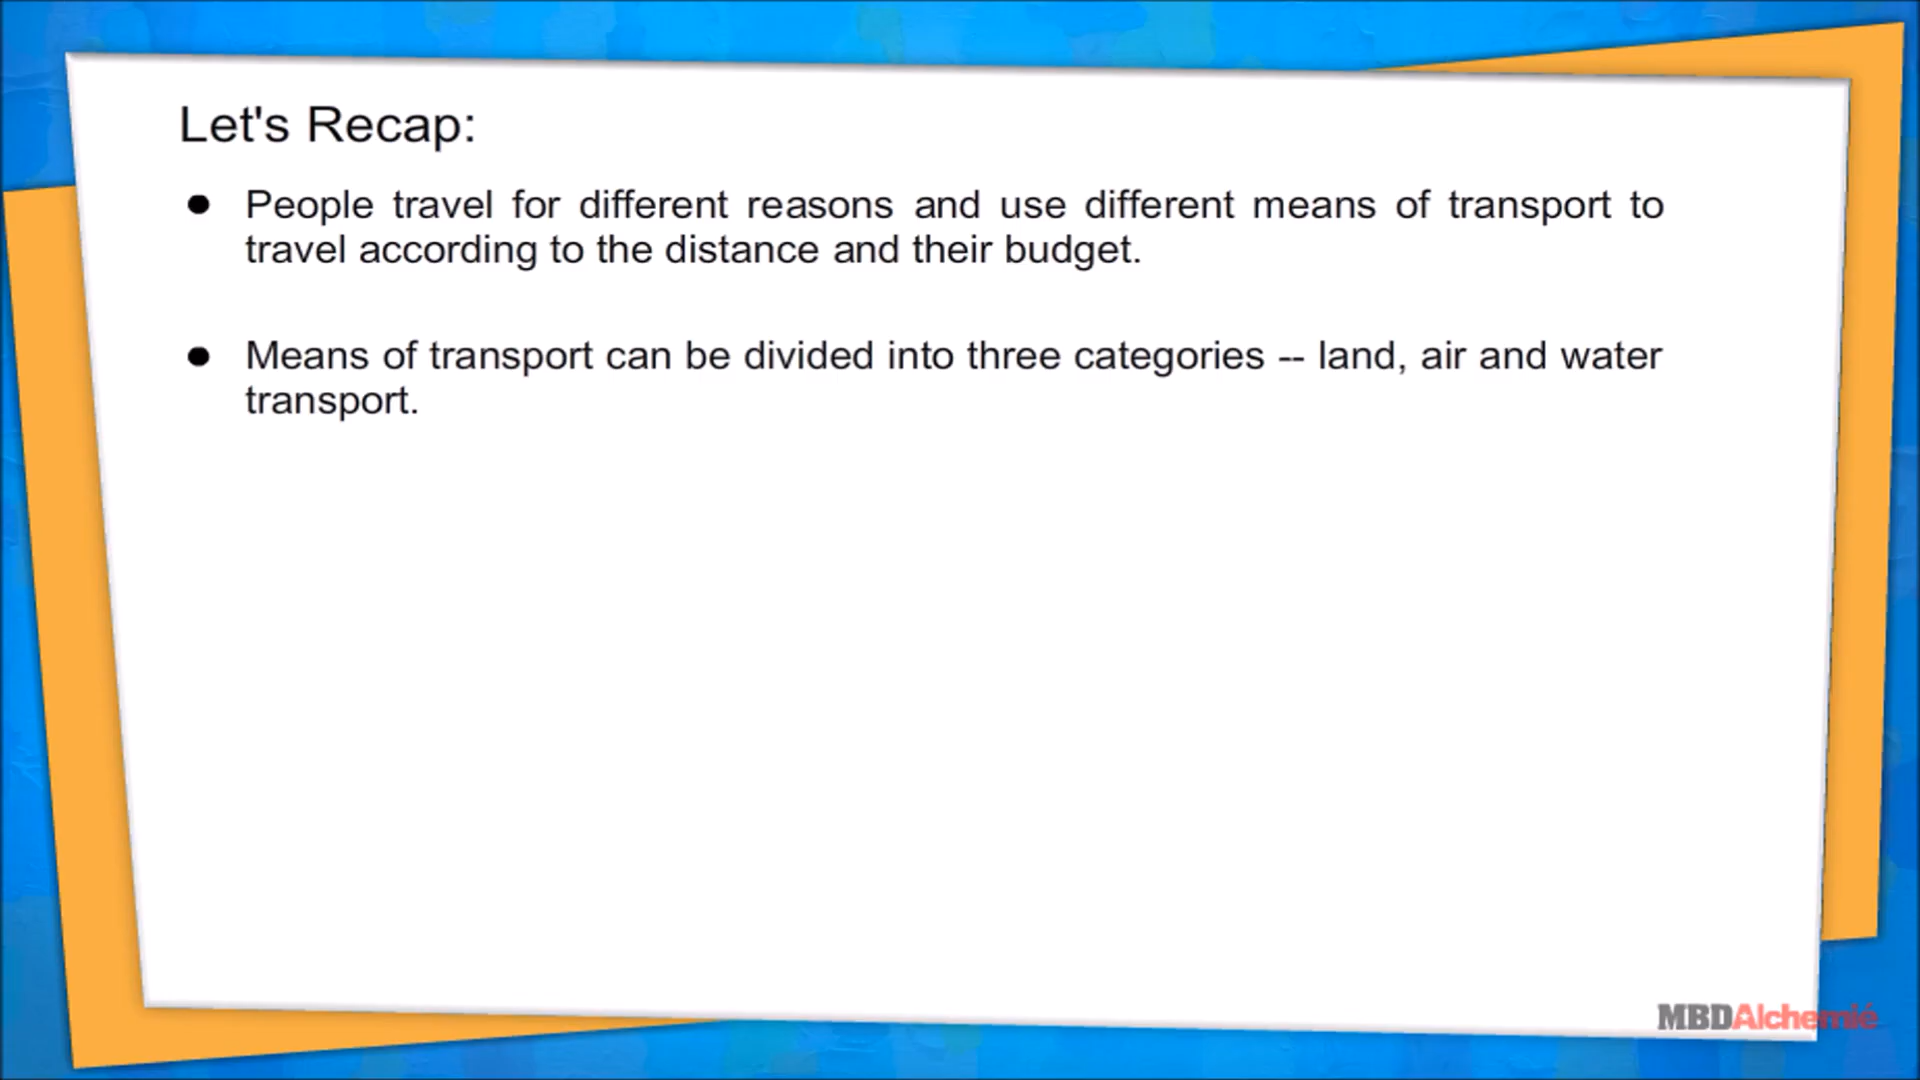 Let's Recap:
● People travel for different reasons and use different means of transport to
travel according to the distance and their budget.
● Means of transport can be divided into three categories -- land, air and water
transport.
MBDAlchemié